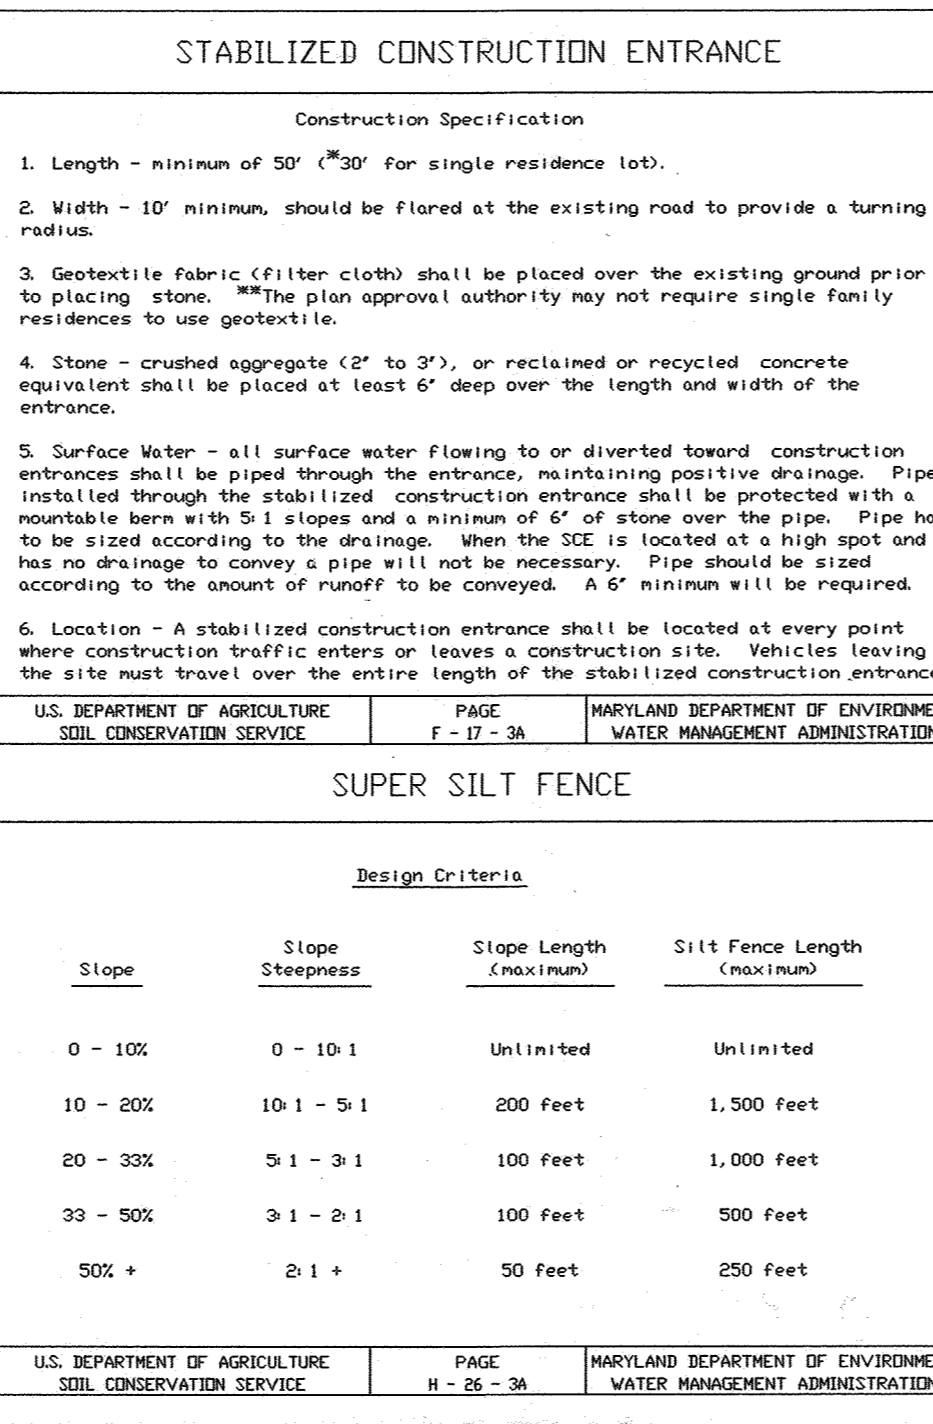 STABILIZED CONSTRUCTION ENTRANCE
Construction Specification
1. Length - minimum of 50' (*30' for single residence lot).
2. Width - 10' minimum, should be flared at the existing road to provide a turning
radius.
3. Geotextile fabric (filter cloth) shall be placed over the existing ground prior
to placing stone. **The plan approval authority may not require single family
residences to use geotextile.
4. Stone - crushed aggregate (2" to 3"), or reclaimed or recycled concrete
equivalent shall be placed at least 6" deep over the length and width of the
entrance.
5. Surface Water - all surface water flowing to or diverted toward construction
entrances shall be piped through the entrance, maintaining positive drainage. Pipe
installed through the stabilized construction entrance shall be protected with a
mountable berm with 5:1 slopes and a minimum of 6" of stone over the pipe. Pipe ha
to be sized according to the drainage. When the SCE is located at a high spot and
has no drainage to convey a pipe will not be necessary. Pipe should be sized
according to the amount of runoff to be conveyed. A 6" minimum will be required.
6. Location - A stabilized construction entrance shall be located at every point
where construction traffic enters or leaves a construction site. Vehicles leaving
the site must travel over the entire length of the stabilized construction entrance
U.S. DEPARTMENT OF AGRICULTURE PAGE MARYLAND DEPARTMENT OF ENVIRONME
SOIL CONSERVATION SERVICE F - 17 - 3A WATER MANAGEMENT ADMINISTRATION
SUPER SILT FENCE
Design Criteria
Slope Slope Length Silt Fence Length
Slope Steepness (maximum) (maximum)
0 - 10% 0 - 10:1 Unlimited Unlimited
10 - 20% 10:1 - 5:1 200 feet 1,500 feet
20 - 33% 5:1 - 3:1 100 feet 1,000 feet
33 - 50% 3:1 - 2:1 100 feet 500 feet
50% + 2:1 + 50 feet 250 feet
U.S. DEPARTMENT OF AGRICULTURE PAGE MARYLAND DEPARTMENT OF ENVIRONME
SOIL CONSERVATION SERVICE H - 26 - 3A WATER MANAGEMENT ADMINISTRATION